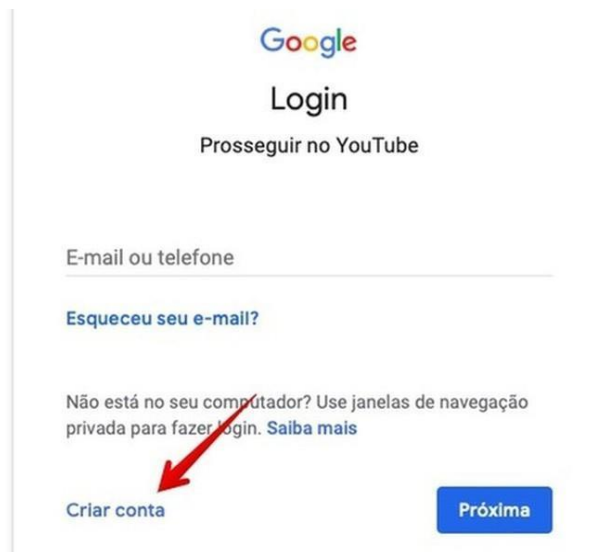 Google
Login
Prosseguir no YouTube
E-mail ou telefone
Esqueceu seu e-mail?
Não está no seu computador? Use janelas de navegação
privada para fazer login. Saiba mais
Criar conta
Próxima